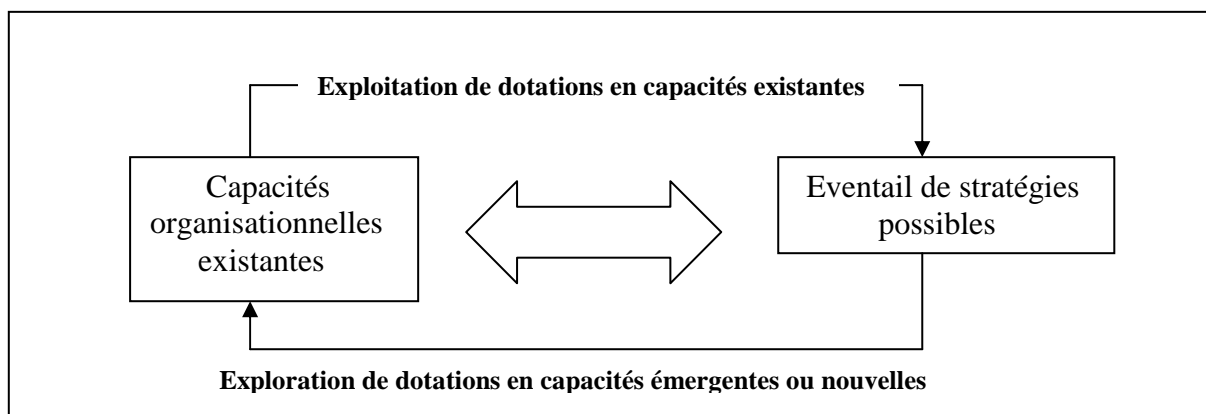 Exploitation de dotations en capacités existantes
Capacités
organisationnelles
existantes
Eventail de stratégies
possibles
Exploration de dotations en capacités émergentes ou nouvelles